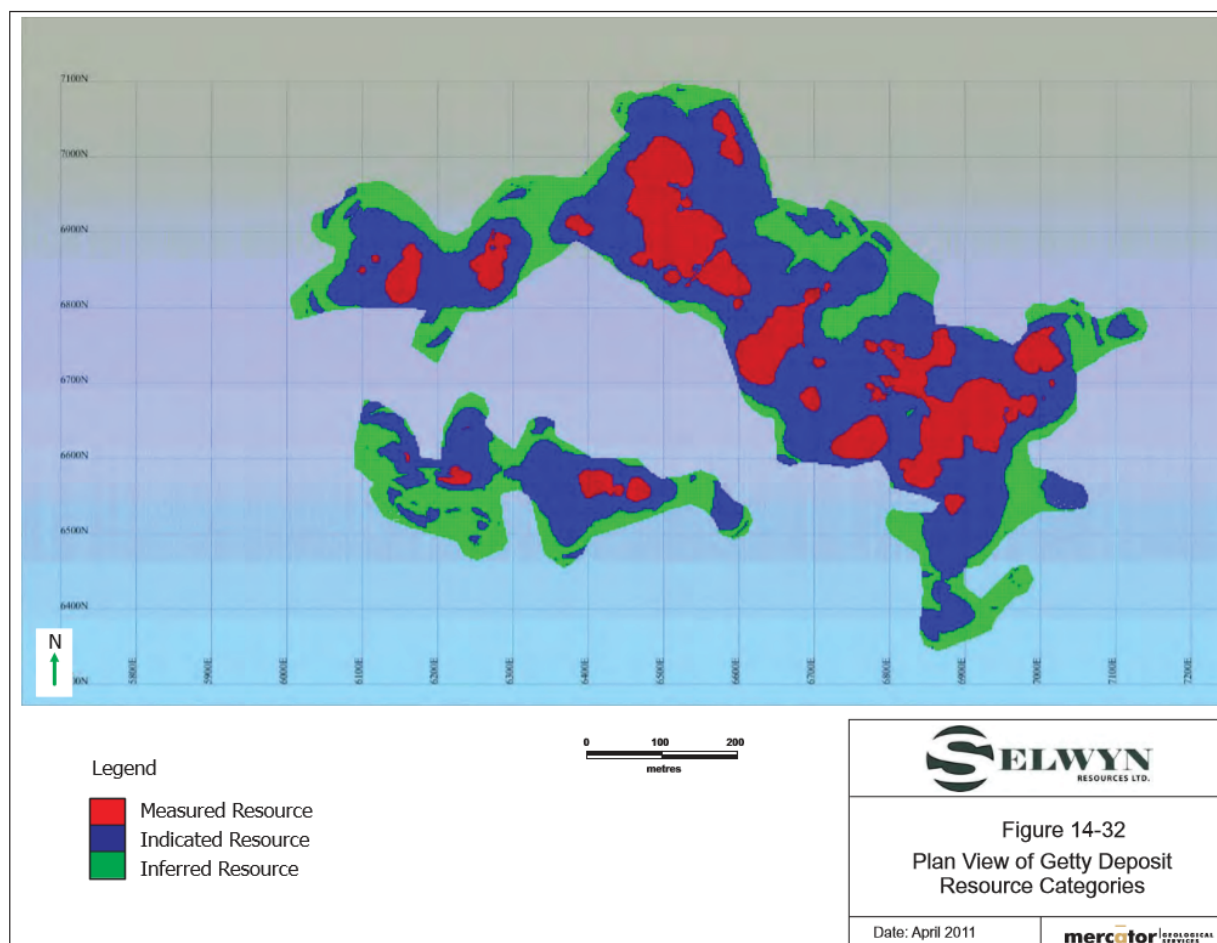 7100N
7000N
6900N
6800N
6700N
6600N
6500N
6400N
5800E
5900E
6000E
6100E
6200E
6300E
6400E
6500E
6600E
6700E
6800E
6900E
7000E
7100E
7200E
N
0 100 200
metres
Legend
Measured Resource
Indicated Resource
Inferred Resource
SELWYN
RESOURCES LTD.
Figure 14-32
Plan View of Getty Deposit
Resource Categories
Date: April 2011
mercator GEOLOGICAL
SERVICES